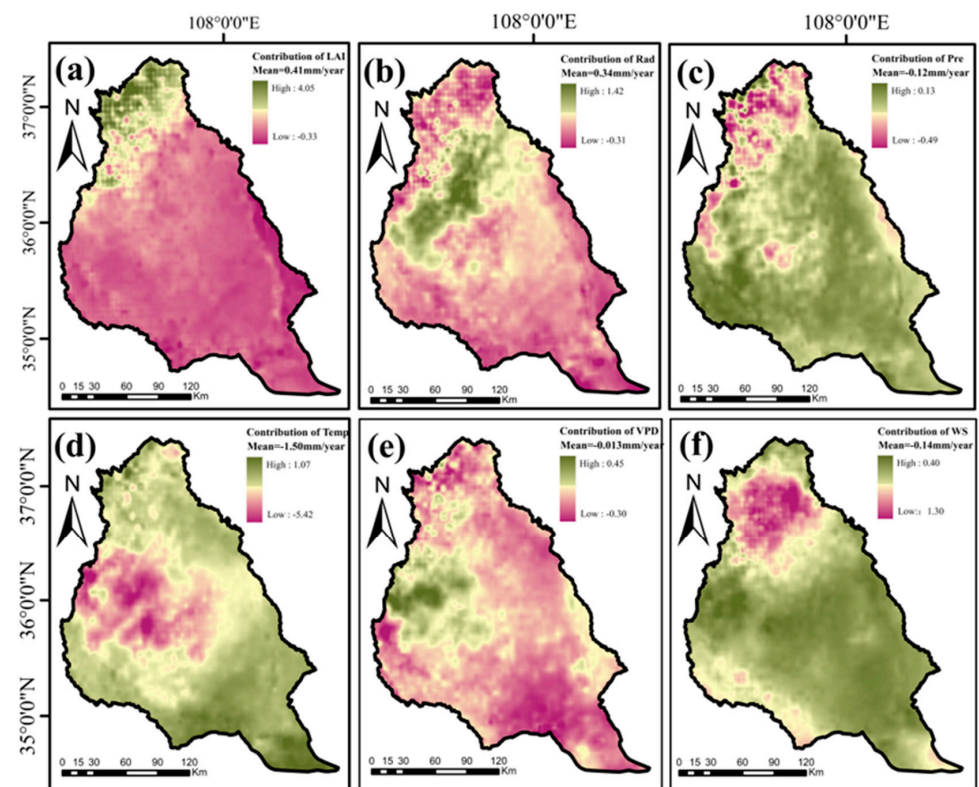 108°0'0"E 108°0'0"E 108°0'0"E
(a)
Contribution of LAI
Mean=0.41mm/year
High : 4.05
Low : -0.33
N
37°0'0"N
36°0'0"N
35°0'0"N
0 15 30 60 90 120
Km
(b)
Contribution of Rad
Mean=0.34mm/year
High : 1.42
Low : -0.31
N
0 15 30 60 90 120
Km
(c)
Contribution of Pre
Mean=-0.12mm/year
High : 0.13
Low : -0.49
N
0 15 30 60 90 120
Km
(d)
Contribution of Temp
Mean=-1.50mm/year
High : 1.07
Low : -5.42
N
37°0'0"N
36°0'0"N
35°0'0"N
0 15 30 60 90 120
Km
(e)
Contribution of VPD
Mean=-0.013mm/year
High : 0.45
Low : -0.30
N
0 15 30 60 90 120
Km
(f)
Contribution of WS
Mean=-0.14mm/year
High : 0.40
Low: 1.30
N
0 15 30 60 90 120
Km